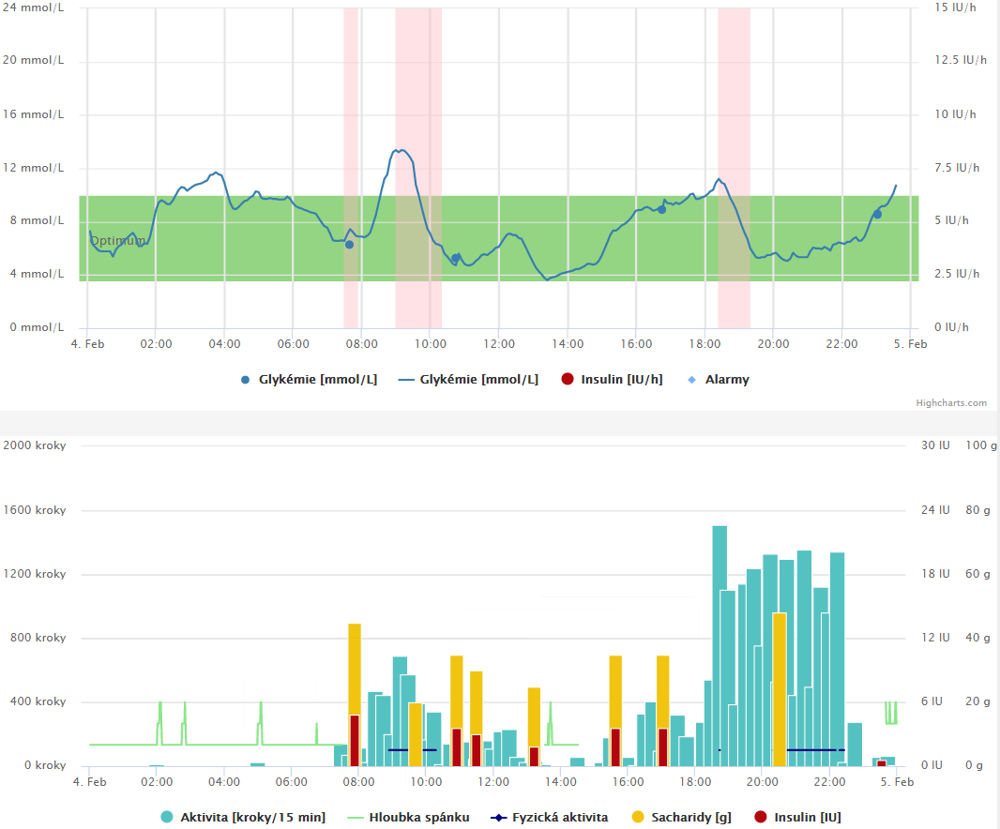 24 mmol/L
15 IU/h
20 mmol/L
12.5 IU/h
16 mmol/L
10 IU/h
12 mmol/L
7.5 IU/h
8 mmol/L
5 IU/h
Optimum
4 mmol/L
2.5 IU/h
0 mmol/L
0 IU/h
4. Feb 02:00 04:00 06:00 08:00 10:00 12:00 14:00 16:00 18:00 20:00 22:00 5. Feb
Glykémie [mmol/L] Glykémie [mmol/L] Insulin [IU/h] Alarmy
Highcharts.com
2000 kroky
30 IU 100 g
1600 kroky
24 IU 80 g
1200 kroky
18 IU 60 g
800 kroky
12 IU 40 g
400 kroky
6 IU 20 g
0 kroky
0 IU 0 g
4. Feb 02:00 04:00 06:00 08:00 10:00 12:00 14:00 16:00 18:00 20:00 22:00 5. Feb
Aktivita [kroky/15 min] Hloubka spánku Fyzická aktivita Sacharidy [g] Insulin [IU]